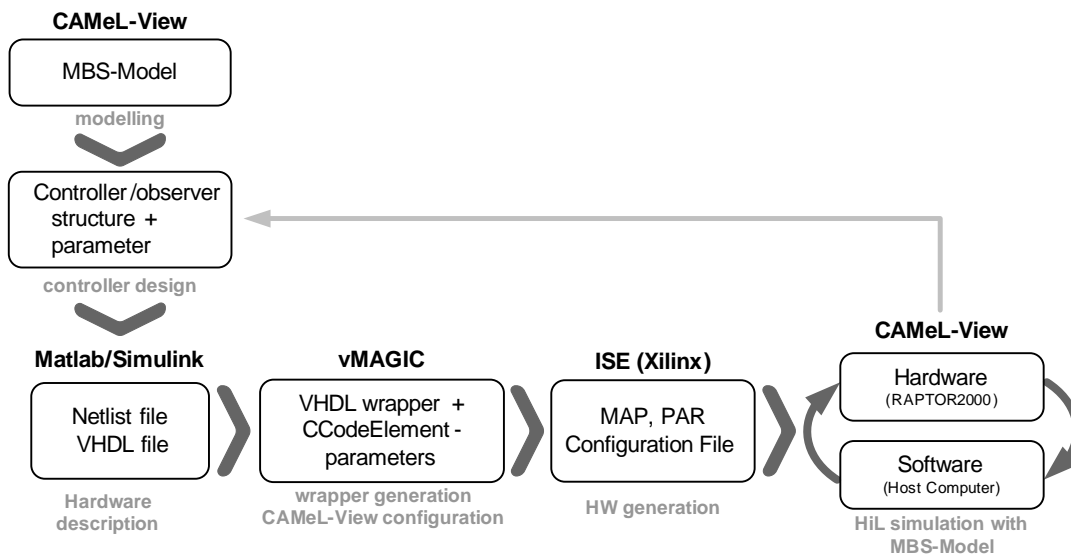 CAMeL-View
MBS-Model
modelling
Controller/observer
structure +
parameter
controller design
Matlab/Simulink
Netlist file
VHDL file
Hardware
description
vMAGIC
VHDL wrapper +
CCodeElement -
parameters
wrapper generation
CAMeL-View configuration
ISE (Xilinx)
MAP, PAR
Configuration File
HW generation
CAMeL-View
Hardware
(RAPTOR2000)
Software
(Host Computer)
HiL simulation with
MBS-Model